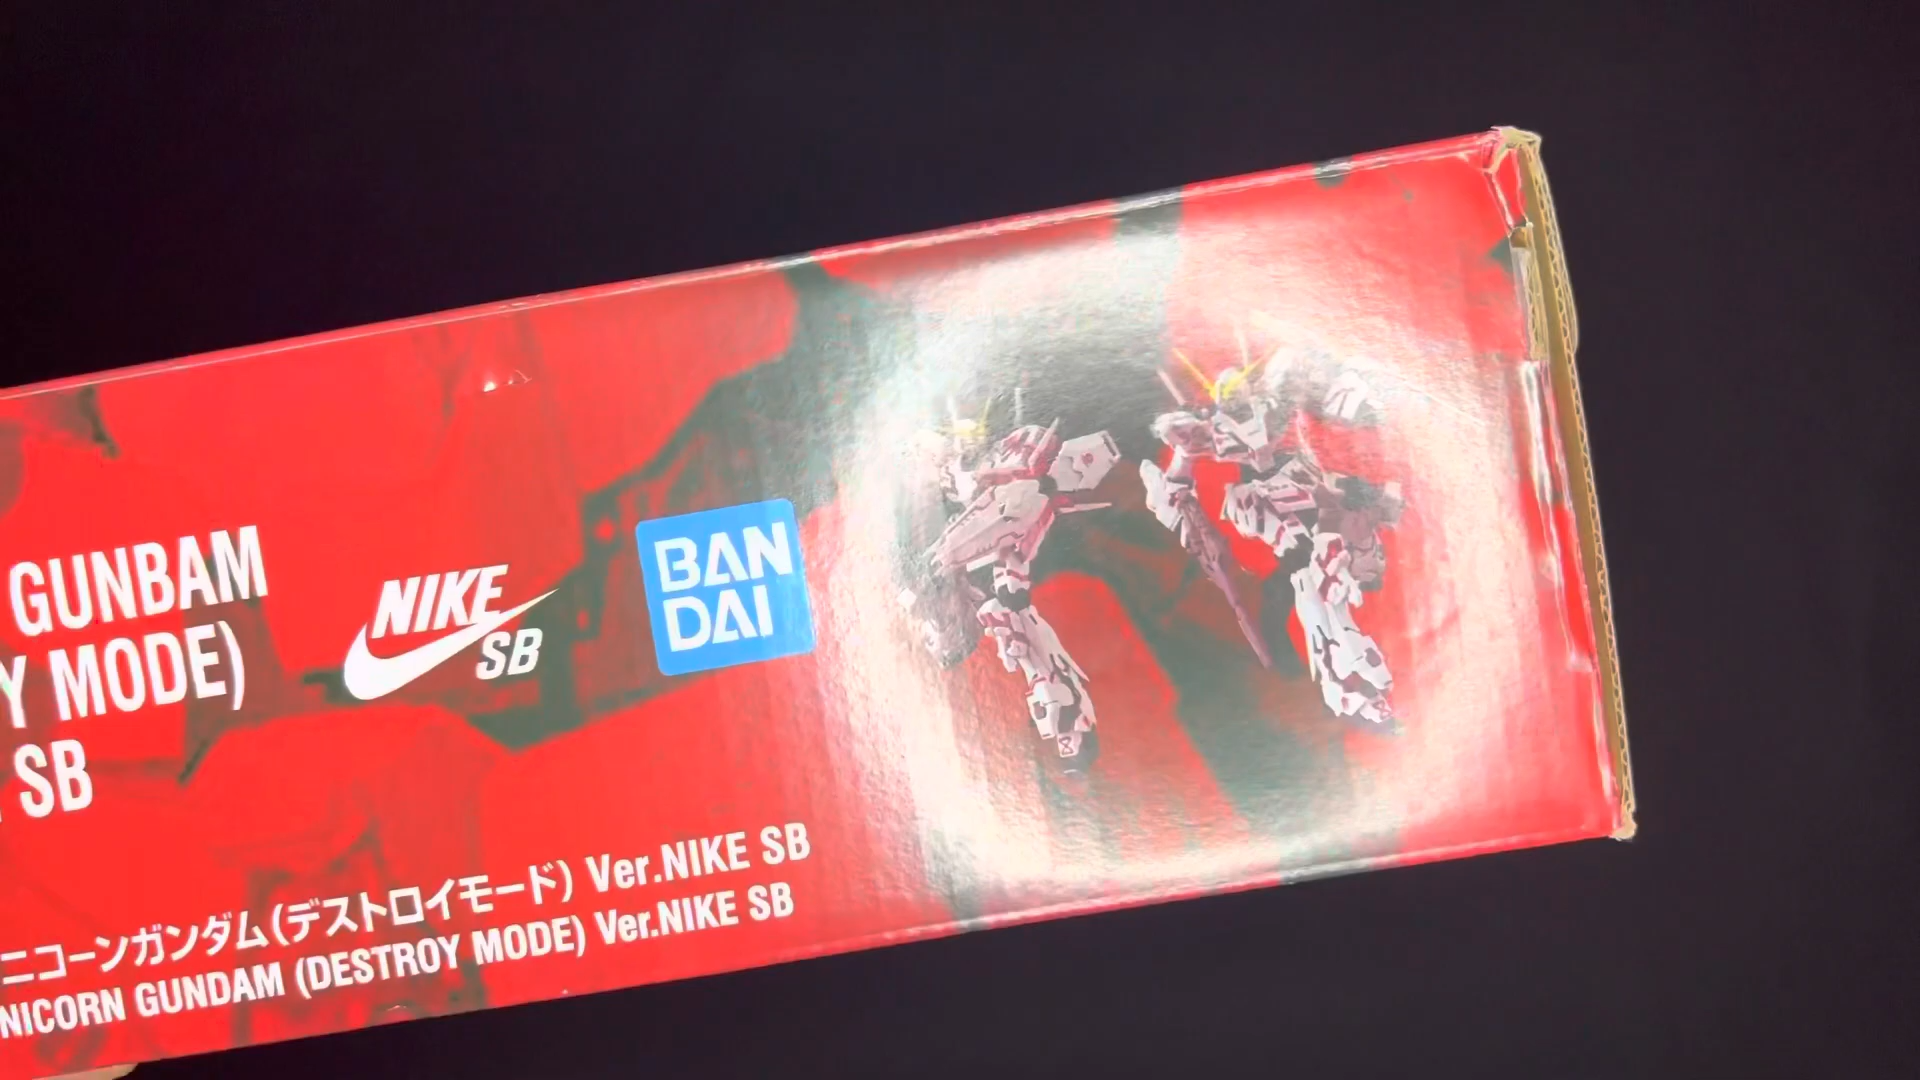 GUNBAM
Y MODE)
SB
NIKE
SB
BAN
DAI
ニコーンガンダム(デストロイモード) Ver.NIKE SB
NICORN GUNDAM (DESTROY MODE) Ver.NIKE SB